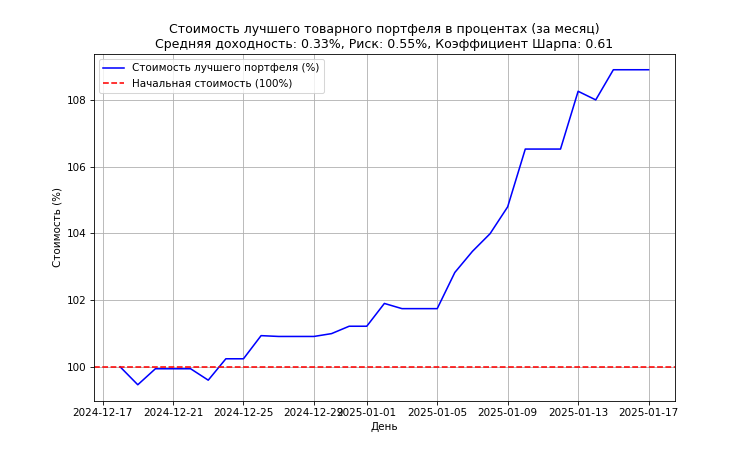 Стоимость лучшего товарного портфеля в процентах (за месяц)
Средняя доходность: 0.33%, Риск: 0.55%, Коэффициент Шарпа: 0.61
Стоимость лучшего портфеля (%)
Начальная стоимость (100%)
Стоимость (%)
108
106
104
102
100
2024-12-17 2024-12-21 2024-12-25 2024-12-29 2025-01-01 2025-01-05 2025-01-09 2025-01-13 2025-01-17
День